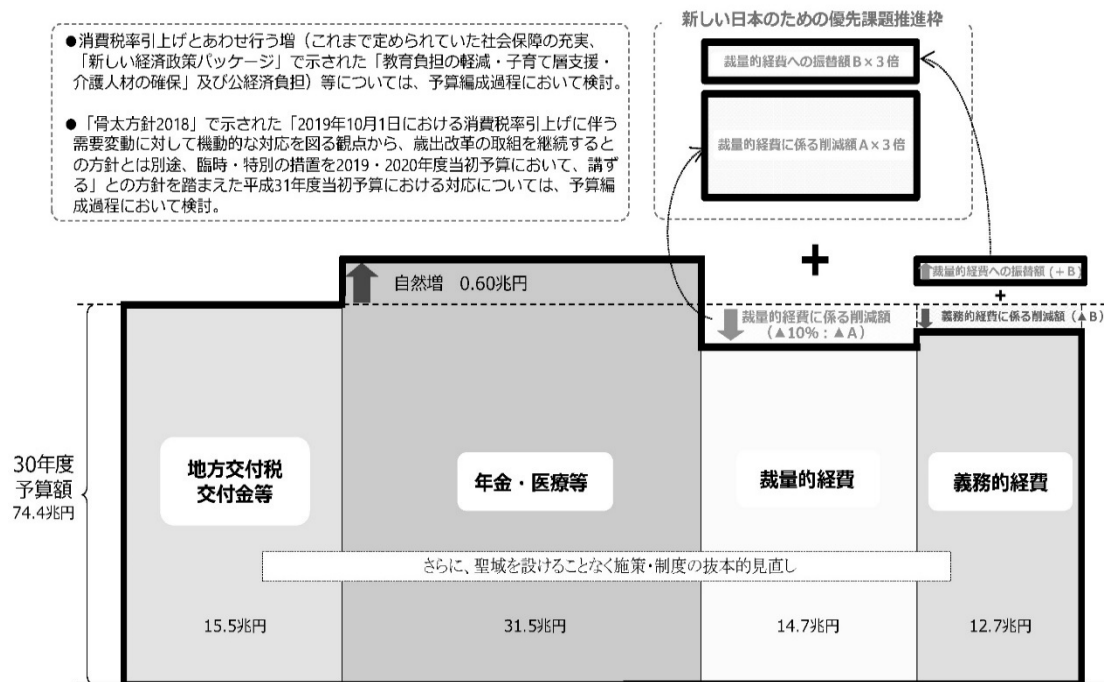 ●消費税率引上げとあわせ行う増（これまで定められていた社会保障の充実、
「新しい経済政策パッケージ」で示された「教育負担の軽減・子育て層支援・
介護人材の確保」及び公経済負担）等については、予算編成過程において検討。
●「骨太方針2018」で示された「2019年10月1日における消費税率引上げに伴う
需要変動に対して機動的な対応を図る観点から、歳出改革の取組を継続すると
の方針とは別途、臨時・特別の措置を2019・2020年度当初予算において、講ず
る」との方針を踏まえた平成31年度当初予算における対応については、予算編
成過程において検討。
新しい日本のための優先課題推進枠
裁量的経費への振替額B×3倍
裁量的経費に係る削減額A×3倍
+
裁量的経費への振替額(+B)
+
自然増 0.60兆円
裁量的経費に係る削減額
(▲10%：▲A)
義務的経費に係る削減額(▲B)
30年度
予算額
74.4兆円
地方交付税
交付金等
年金・医療等
裁量的経費
義務的経費
さらに、聖域を設けることなく施策・制度の抜本的見直し
15.5兆円
31.5兆円
14.7兆円
12.7兆円